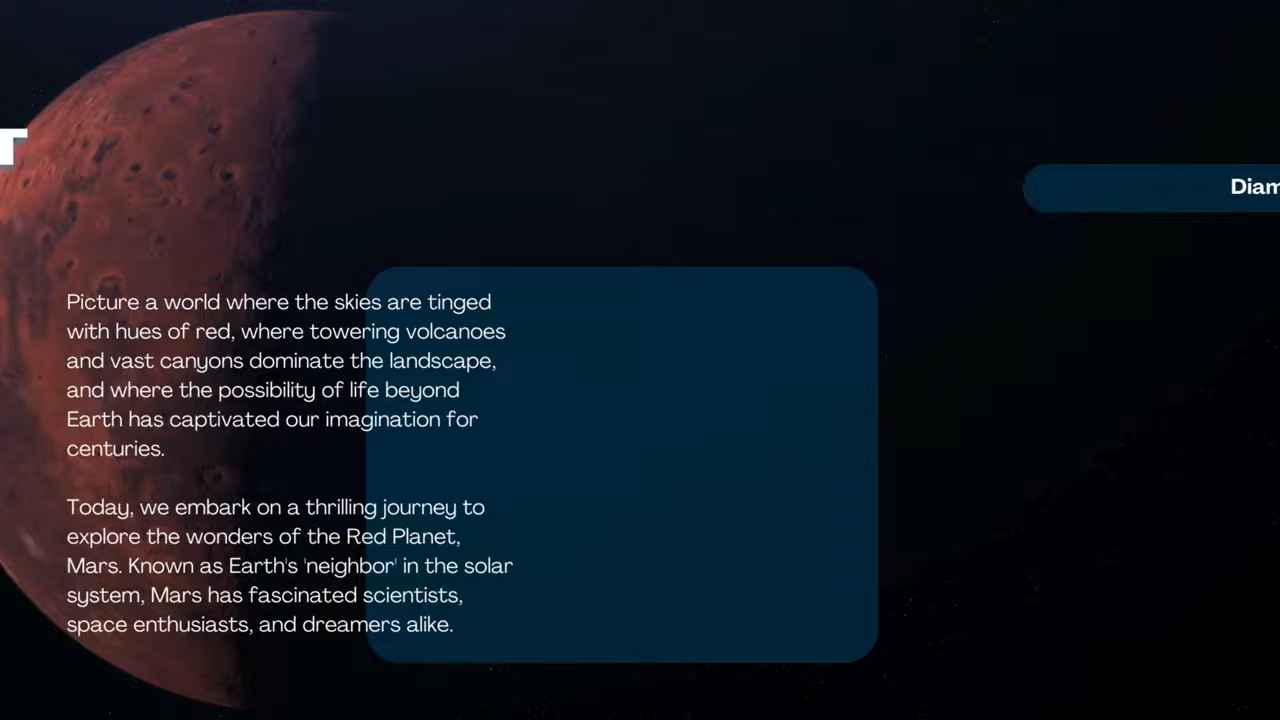 T
Diam
Picture a world where the skies are tinged
with hues of red, where towering volcanoes
and vast canyons dominate the landscape,
and where the possibility of life beyond
Earth has captivated our imagination for
centuries.
Today, we embark on a thrilling journey to
explore the wonders of the Red Planet,
Mars. Known as Earth's 'neighbor' in the solar
system, Mars has fascinated scientists,
space enthusiasts, and dreamers alike.